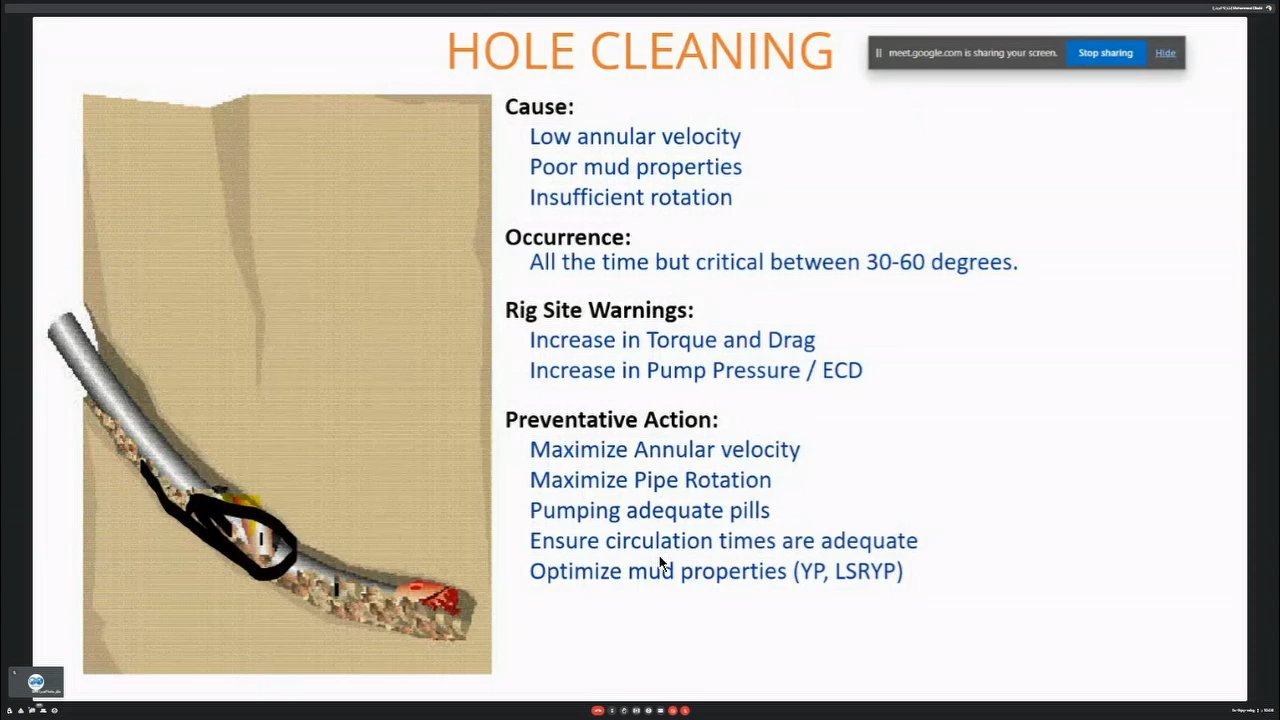 HOLE CLEANING
meet.google.com is sharing your screen.
Stop sharing
Hide
Cause:
Low annular velocity
Poor mud properties
Insufficient rotation
Occurrence:
All the time but critical between 30-60 degrees.
Rig Site Warnings:
Increase in Torque and Drag
Increase in Pump Pressure / ECD
Preventative Action:
Maximize Annular velocity
Maximize Pipe Rotation
Pumping adequate pills
Ensure circulation times are adequate
Optimize mud properties (YP, LSRYP)